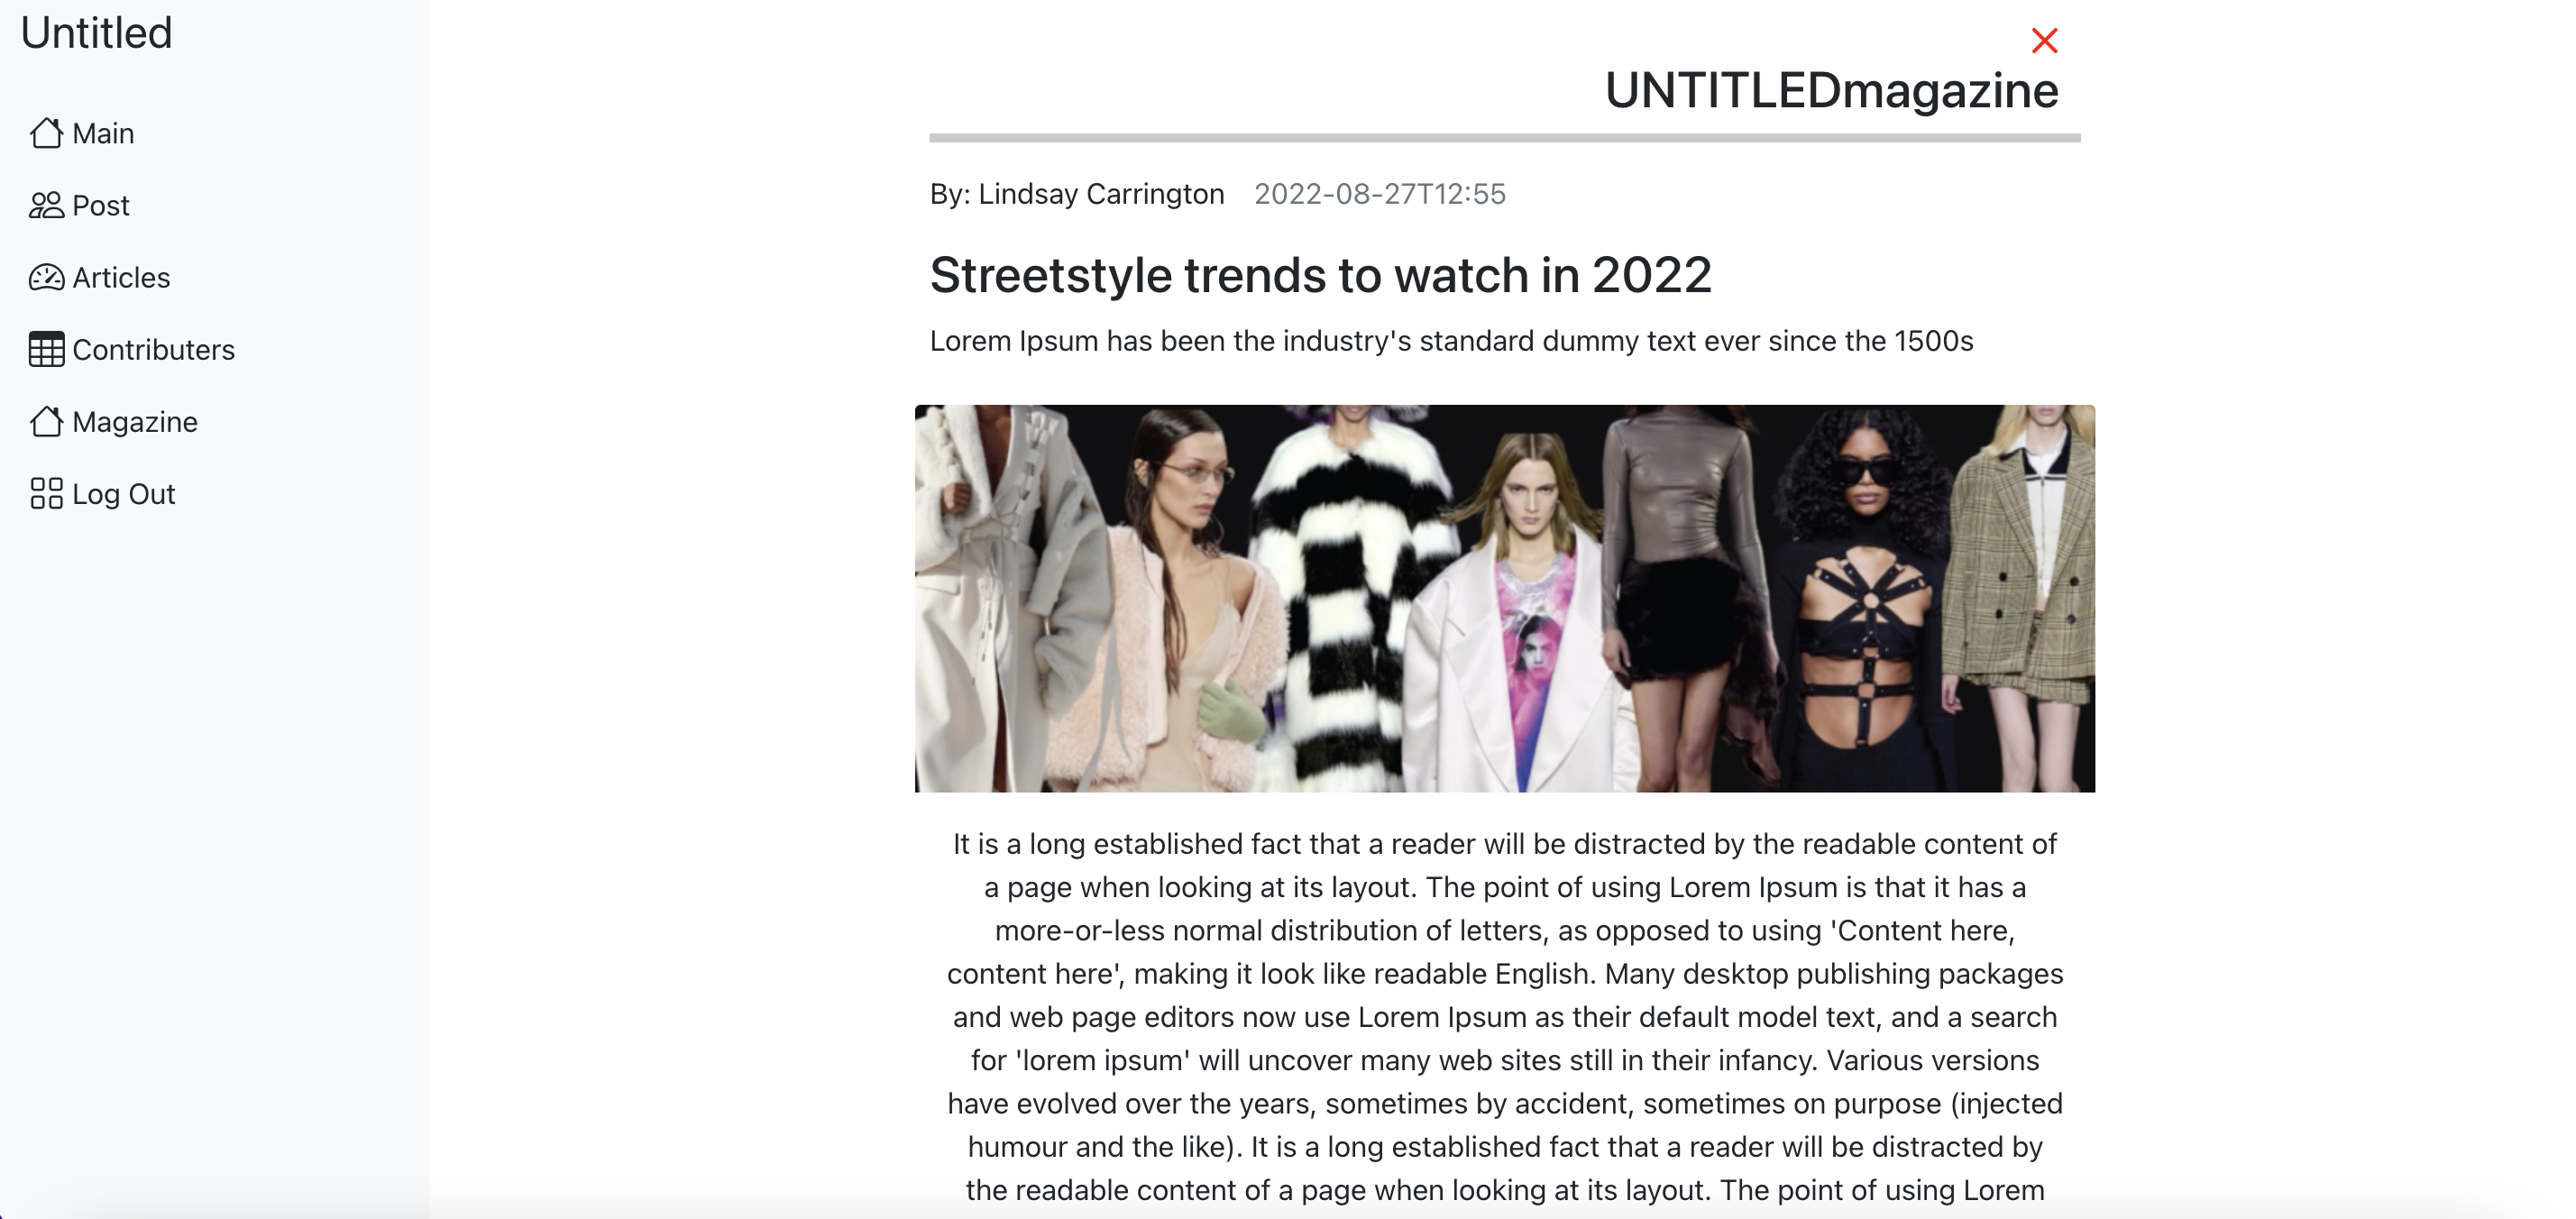 Untitled
Main
Post
Articles
Contributers
Magazine
Log Out
UNTITLEDmagazine
By: Lindsay Carrington 2022-08-27T12:55
Streetstyle trends to watch in 2022
Lorem Ipsum has been the industry's standard dummy text ever since the 1500s
It is a long established fact that a reader will be distracted by the readable content of
a page when looking at its layout. The point of using Lorem Ipsum is that it has a
more-or-less normal distribution of letters, as opposed to using 'Content here,
content here', making it look like readable English. Many desktop publishing packages
and web page editors now use Lorem Ipsum as their default model text, and a search
for 'lorem ipsum' will uncover many web sites still in their infancy. Various versions
have evolved over the years, sometimes by accident, sometimes on purpose (injected
humour and the like). It is a long established fact that a reader will be distracted by
the readable content of a page when looking at its layout. The point of using Lorem